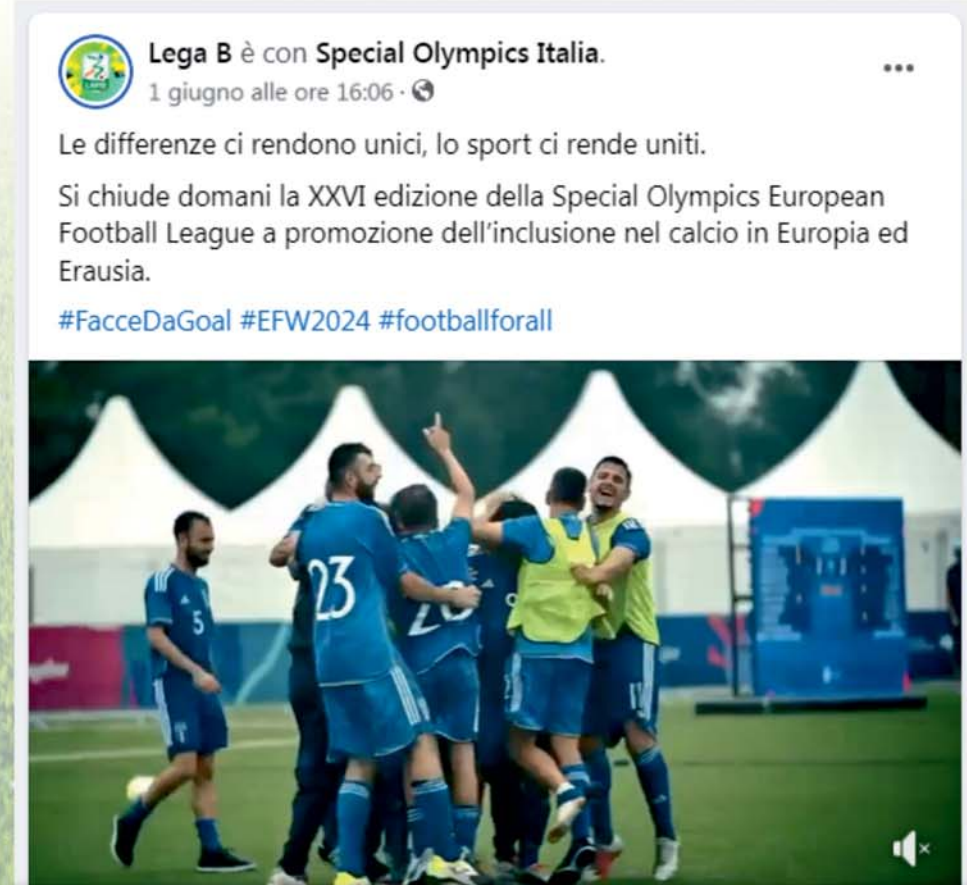 Lega B è con Special Olympics Italia.
1 giugno alle ore 16:06 ·
Le differenze ci rendono unici, lo sport ci rende uniti.
Si chiude domani la XXVI edizione della Special Olympics European
Football League a promozione dell'inclusione nel calcio in Europia ed
Erausia.
#FacceDaGoal #EFW2024 #footballforall
23
5